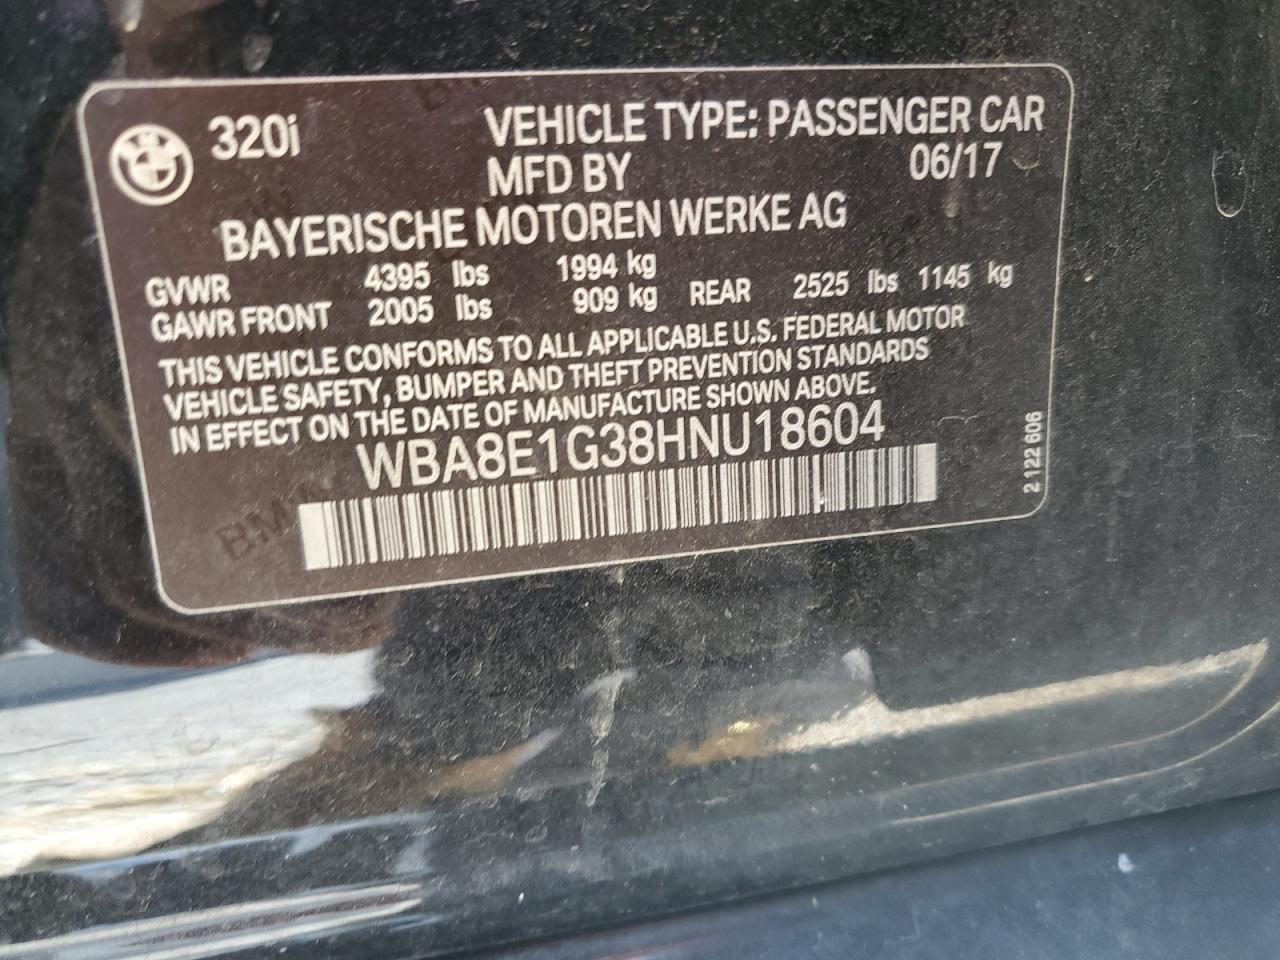 320i VEHICLE TYPE: PASSENGER CAR
MFD BY 06/17
BAYERISCHE MOTOREN WERKE AG
GVWR 4395 lbs 1994 kg
GAWR FRONT 2005 lbs 909 kg REAR 2525 lbs 1145 kg
THIS VEHICLE CONFORMS TO ALL APPLICABLE U.S. FEDERAL MOTOR
VEHICLE SAFETY, BUMPER AND THEFT PREVENTION STANDARDS
IN EFFECT ON THE DATE OF MANUFACTURE SHOWN ABOVE.
WBA8E1G38HNU18604
2 122 606